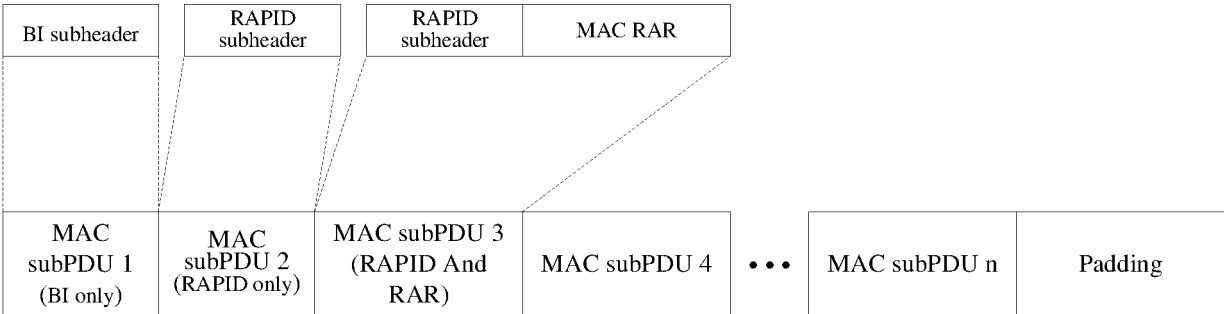 BI subheader
RAPID
subheader
RAPID
subheader
MAC RAR
MAC
subPDU 1
(BI only)
MAC
subPDU 2
(RAPID only)
MAC subPDU 3
(RAPID And
RAR)
MAC subPDU 4
•••
MAC subPDU n
Padding